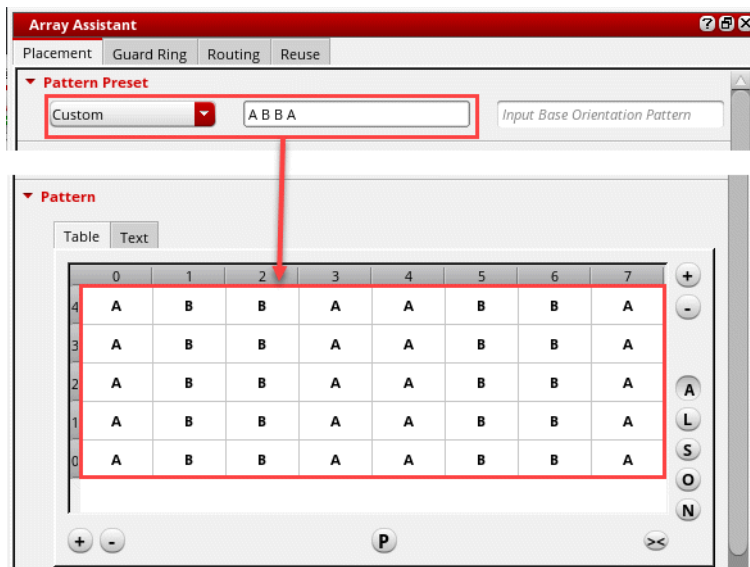 Array Assistant
Placement Guard Ring Routing Reuse
Pattern Preset
Custom A B B A Input Base Orientation Pattern
Pattern
Table Text
0 1 2 3 4 5 6 7 +
4 A B B A A B B A -
3 A B B A A B B A
2 A B B A A B B A A
1 A B B A A B B A L
0 A B B A A B B A S
O
N
+ - P ><